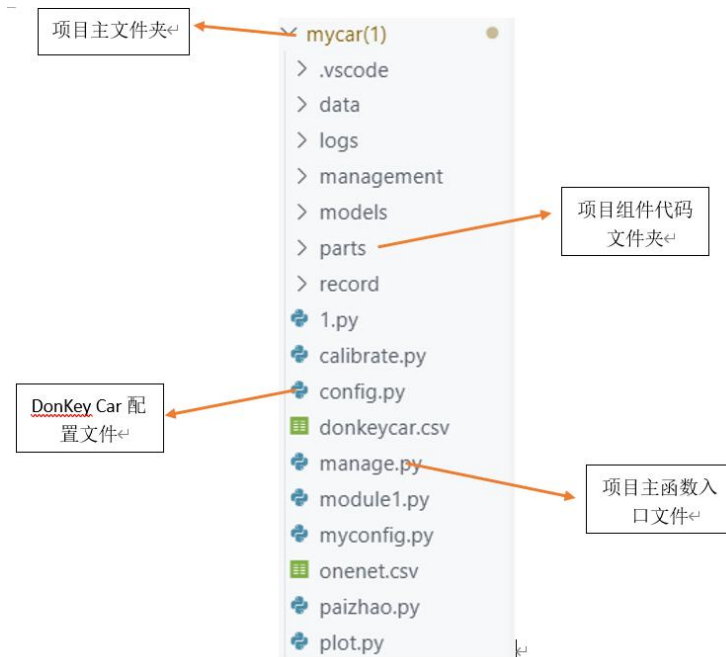 项目主文件夹
mycar(1)
.vscode
data
logs
management
models
项目组件代码
文件夹
parts
record
1.py
calibrate.py
DonKey Car 配
置文件
config.py
donkeycar.csv
manage.py
项目主函数入
口文件
module1.py
myconfig.py
onenet.csv
paizhao.py
plot.py